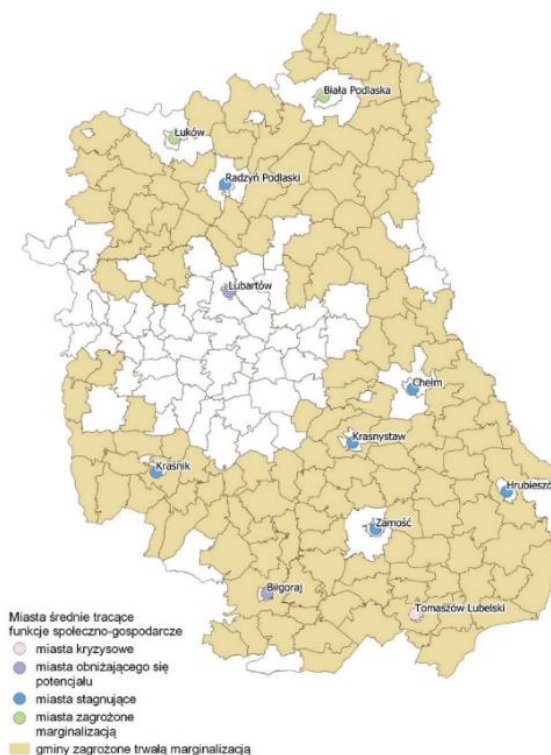 Biała Podlaska
Łuków
Radzyń Podlaski
Lubartów
Chełm
Krasnystaw
Kraśnik
Hrubieszó
Zamość
Biłgoraj
Tomaszów Lubelski
Miasta średnie tracące
funkcje społeczno-gospodarcze
miasta kryzysowe
miasta obniżającego się
potencjału
miasta stagnujące
miasta zagrożone
marginalizacją
gminy zagrożone trwałą marginalizacją